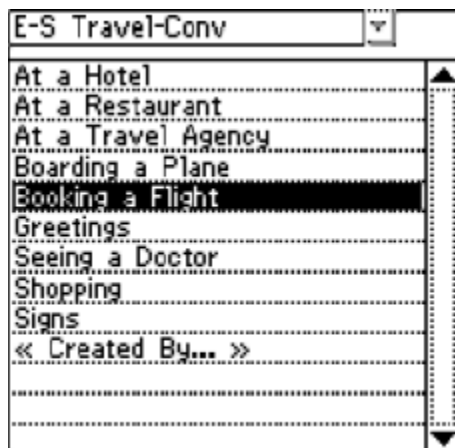 E-S Travel-Conv
At a Hotel
At a Restaurant
At a Travel Agency
Boarding a Plane
Booking a Flight
Greetings
Seeing a Doctor
Shopping
Signs
« Created By... »